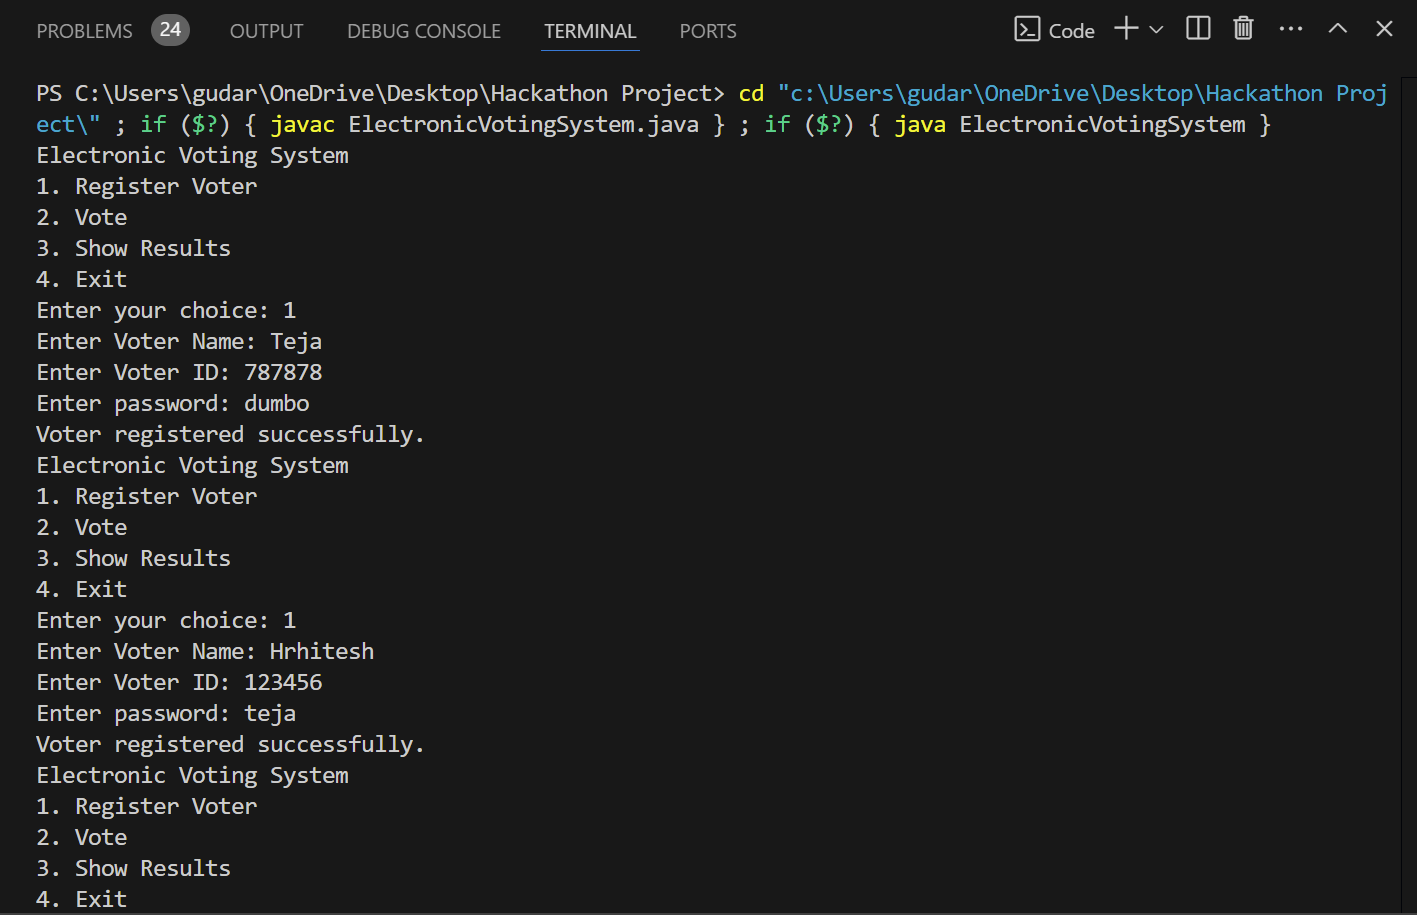 PROBLEMS 24 OUTPUT DEBUG CONSOLE TERMINAL PORTS Code
PS C:\Users\gudar\OneDrive\Desktop\Hackathon Project> cd "c:\Users\gudar\OneDrive\Desktop\Hackathon Proj
ect\" ; if ($?) { javac ElectronicVotingSystem.java } ; if ($?) { java ElectronicVotingSystem }
Electronic Voting System
1. Register Voter
2. Vote
3. Show Results
4. Exit
Enter your choice: 1
Enter Voter Name: Teja
Enter Voter ID: 787878
Enter password: dumbo
Voter registered successfully.
Electronic Voting System
1. Register Voter
2. Vote
3. Show Results
4. Exit
Enter your choice: 1
Enter Voter Name: Hrhitesh
Enter Voter ID: 123456
Enter password: teja
Voter registered successfully.
Electronic Voting System
1. Register Voter
2. Vote
3. Show Results
4. Exit